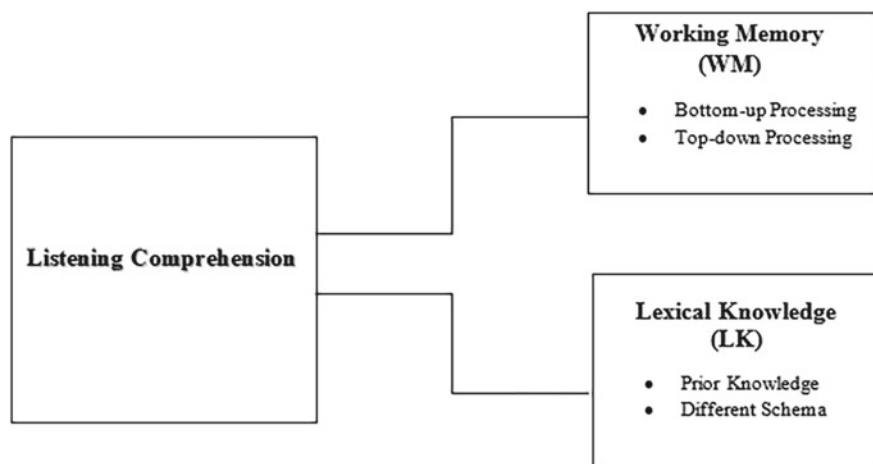 Working Memory
(WM)
• Bottom-up Processing
• Top-down Processing
Listening Comprehension
Lexical Knowledge
(LK)
• Prior Knowledge
• Different Schema